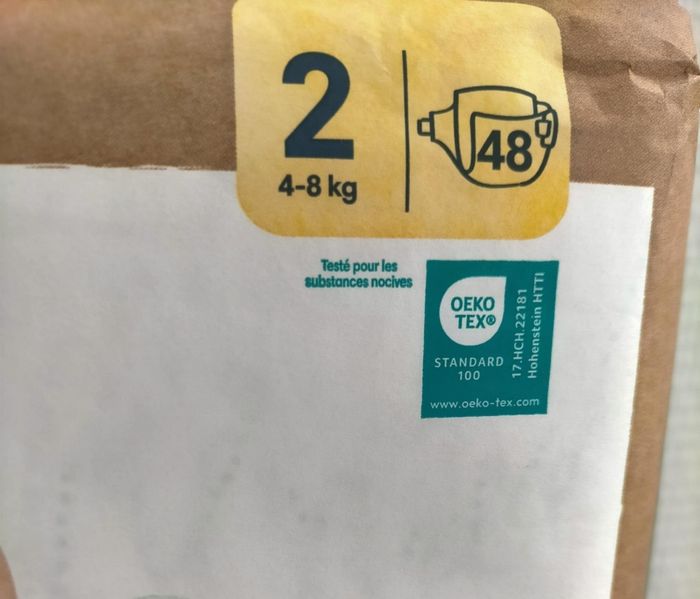 2
4-8 kg
48
Testé pour les
substances nocives
OEKO
TEX®
STANDARD
100
17.HCH.22181
Hohenstein HTTI
www.oeko-tex.com